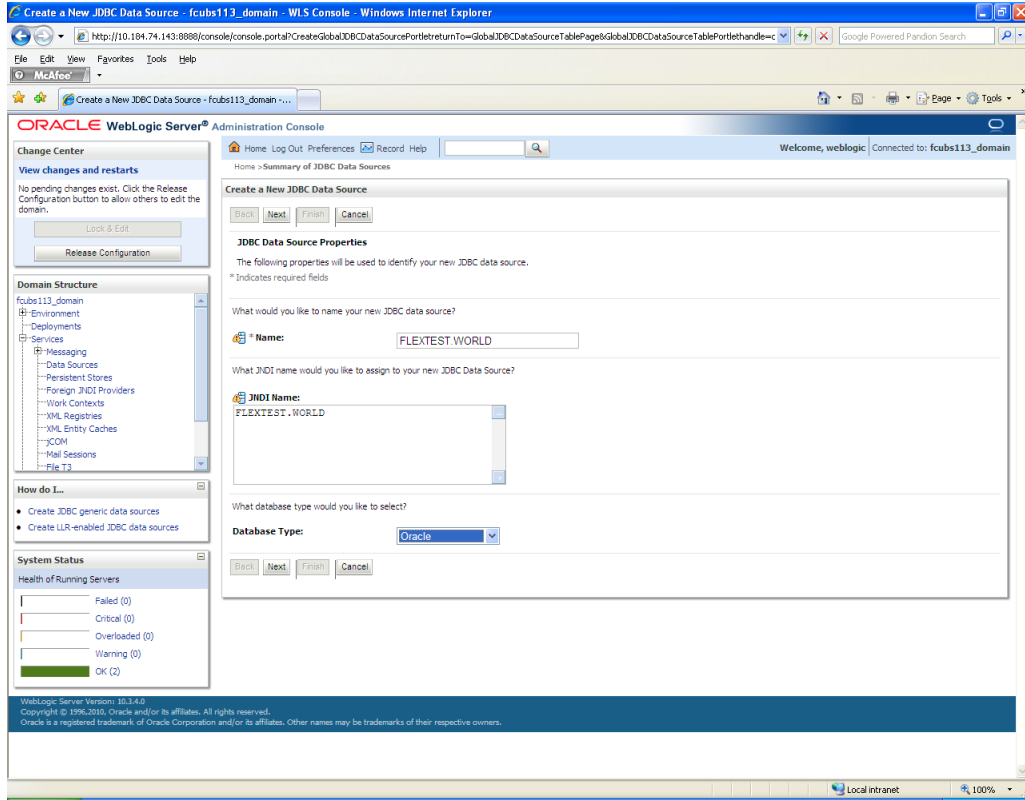 Create a New JDBC Data Source - fcubs113_domain - WLS Console - Windows Internet Explorer
http://10.184.74.143:8888/console/console.portal?CreateGlobalJDBCDataSourcePortletreturnTo=GlobalJDBCDataSourceTablePage&GlobalJDBCDataSourceTablePortlethandle=c
Google Powered Pandion Search
File Edit View Favorites Tools Help
McAfee
Create a New JDBC Data Source - fcubs113_domain -...
Page Tools
ORACLE WebLogic Server® Administration Console
Change Center
View changes and restarts
No pending changes exist. Click the Release
Configuration button to allow others to edit the
domain.
Lock & Edit
Release Configuration
Domain Structure
fcubs113_domain
Environment
Deployments
Services
Messaging
Data Sources
Persistent Stores
Foreign JNDI Providers
Work Contexts
XML Registries
XML Entity Caches
jCOM
Mail Sessions
File T3
How do I...
Create JDBC generic data sources
Create LLR-enabled JDBC data sources
System Status
Health of Running Servers
Failed (0)
Critical (0)
Overloaded (0)
Warning (0)
OK (2)
Home Log Out Preferences Record Help
Welcome, weblogic Connected to: fcubs113_domain
Home >Summary of JDBC Data Sources
Create a New JDBC Data Source
Back Next Finish Cancel
JDBC Data Source Properties
The following properties will be used to identify your new JDBC data source.
* Indicates required fields
What would you like to name your new JDBC data source?
* Name: FLEXTEST.WORLD
What JNDI name would you like to assign to your new JDBC Data Source?
JNDI Name:
FLEXTEST.WORLD
What database type would you like to select?
Database Type: Oracle
Back Next Finish Cancel
WebLogic Server Version: 10.3.4.0
Copyright © 1996,2010, Oracle and/or its affiliates. All rights reserved.
Oracle is a registered trademark of Oracle Corporation and/or its affiliates. Other names may be trademarks of their respective owners.
Local intranet 100%